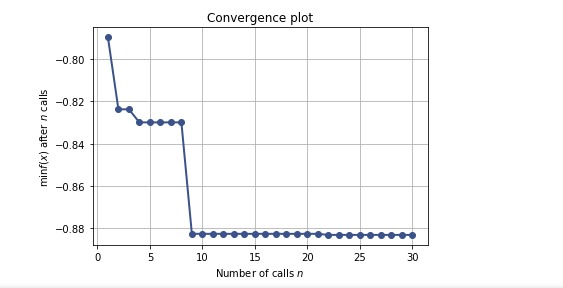 Convergence plot
−0.80
−0.82
−0.84
−0.86
−0.88
min f(x) after n calls
0 5 10 15 20 25 30
Number of calls n